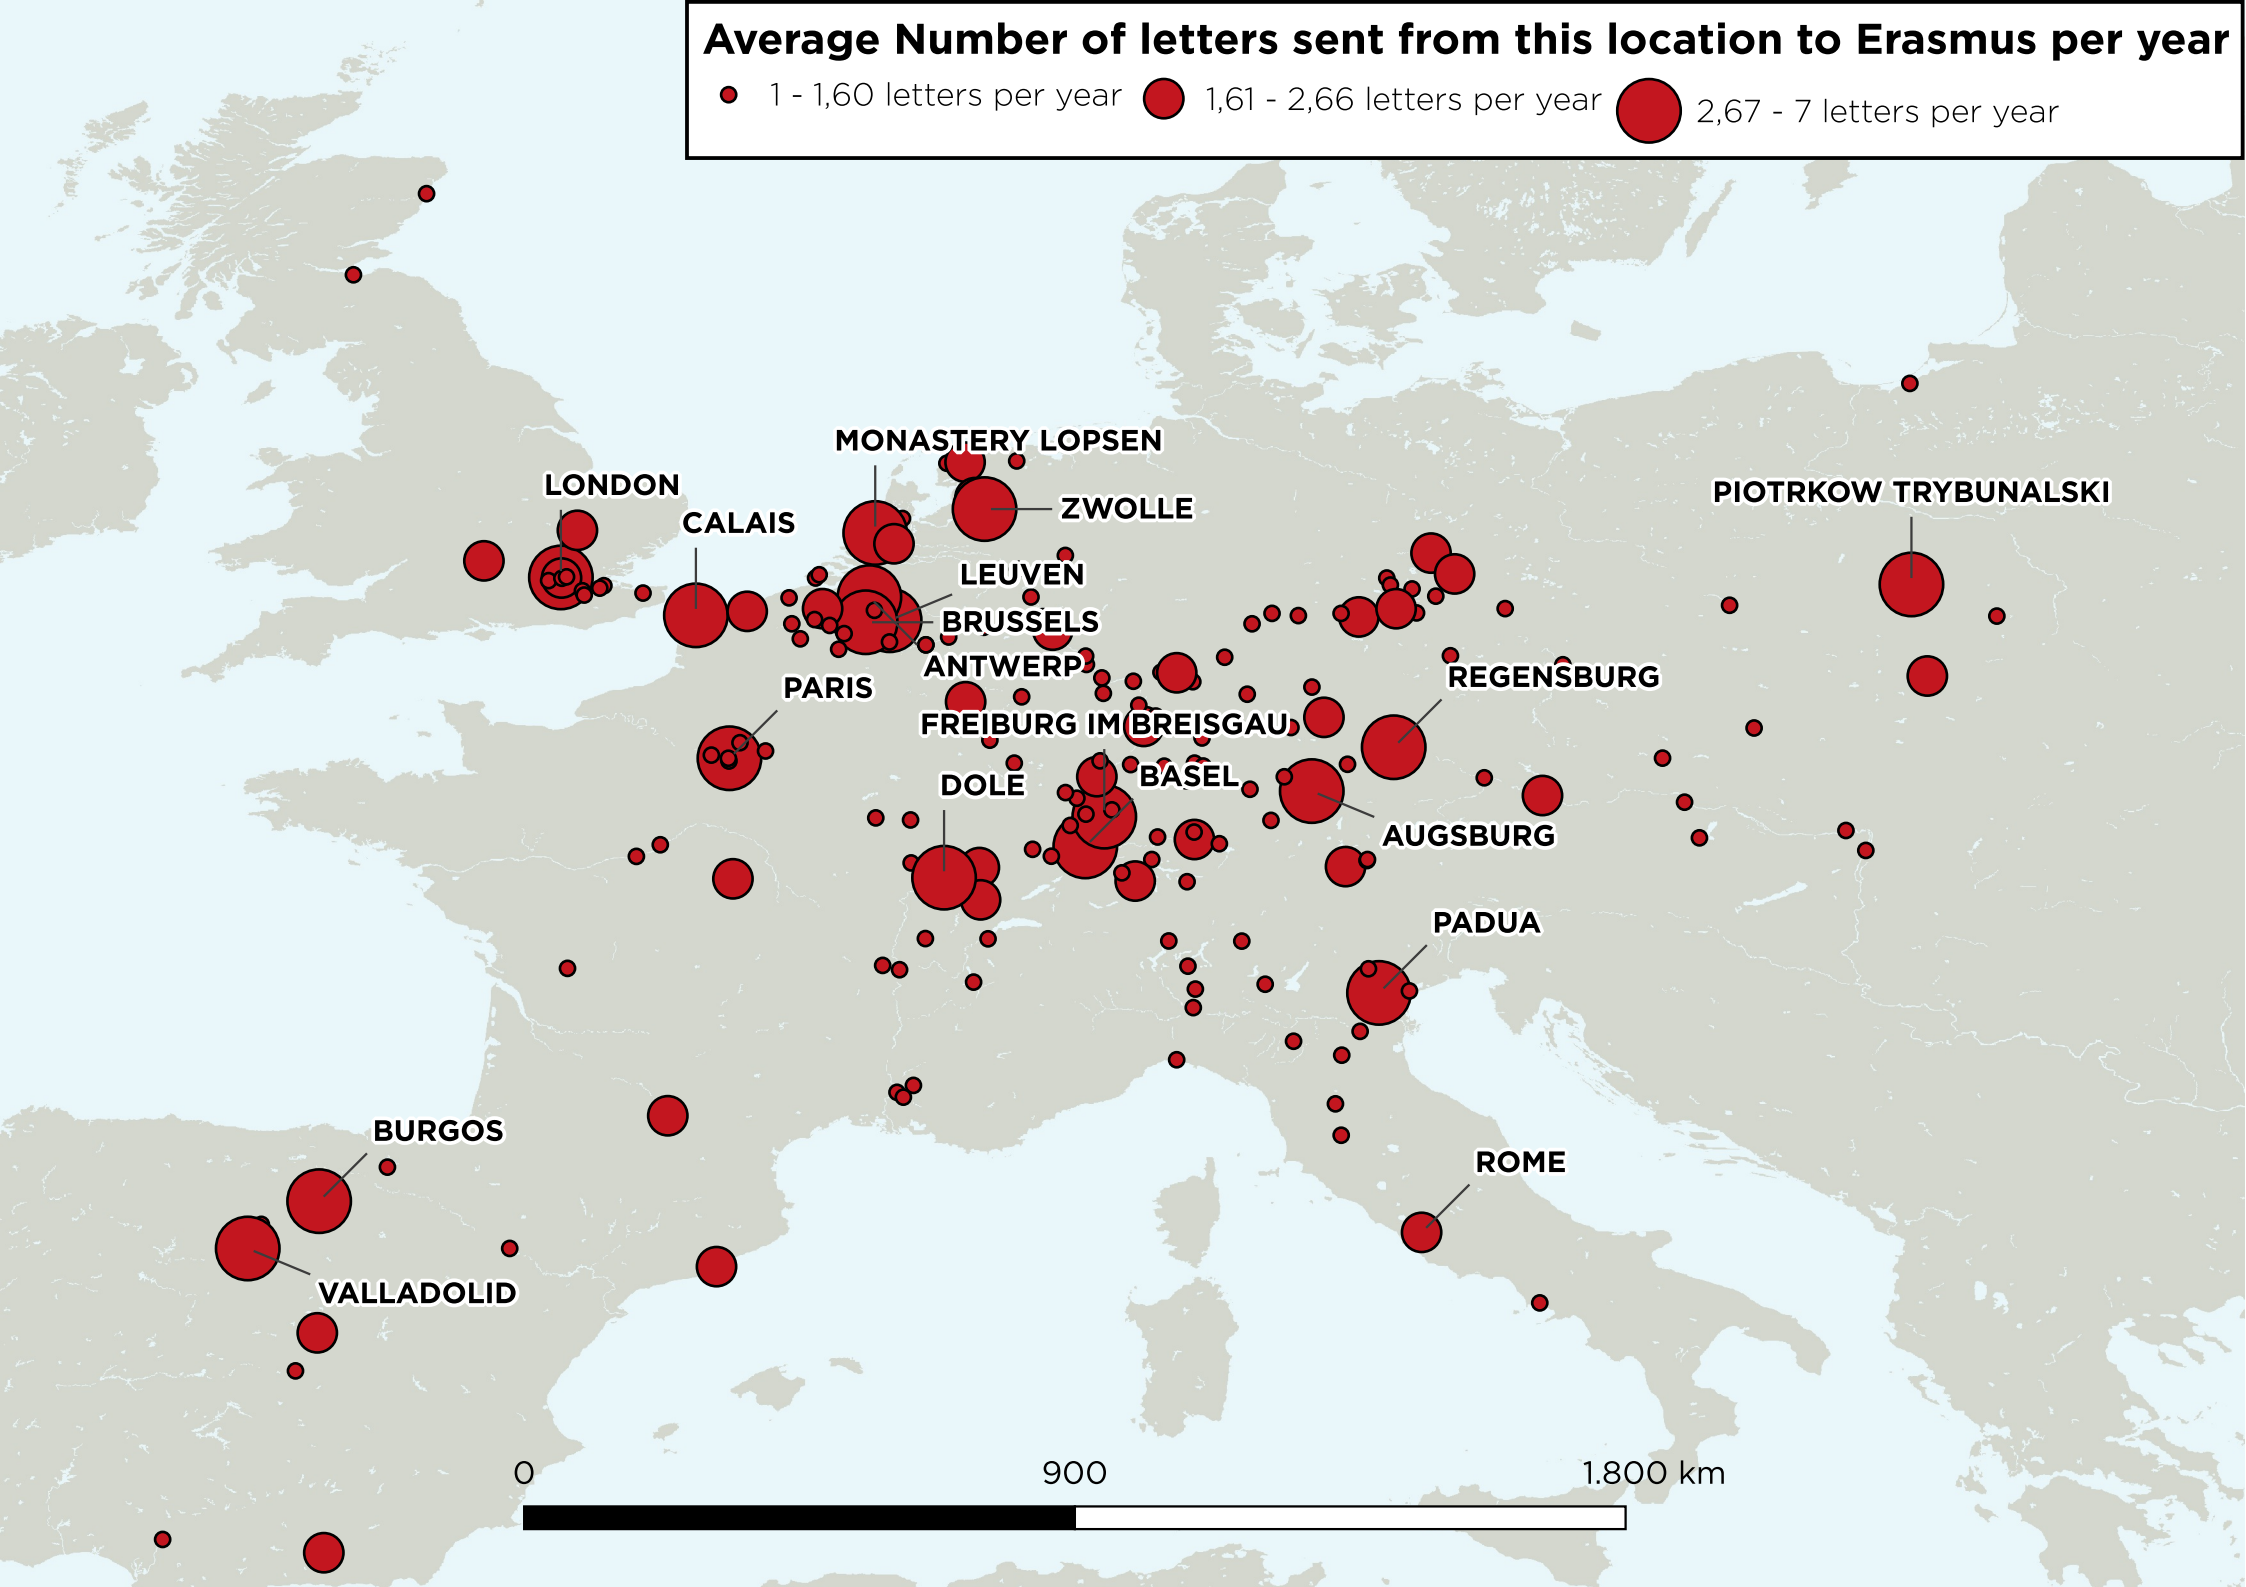 Average Number of letters sent from this location to Erasmus per year
1 - 1,60 letters per year
1,61 - 2,66 letters per year
2,67 - 7 letters per year
MONASTERY LOPSEN
LONDON
PIOTRKOW TRYBUNALSKI
ZWOLLE
CALAIS
LEUVEN
BRUSSELS
ANTWERP
REGENSBURG
PARIS
FREIBURG IM BREISGAU
BASEL
DOLE
AUGSBURG
PADUA
BURGOS
ROME
VALLADOLID
0 900 1.800 km